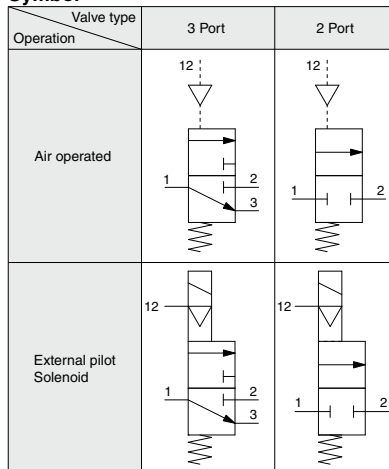 Symbol
Valve type
Operation
3 Port
2 Port
Air operated
12
1
2
3
12
1
2
External pilot
Solenoid
12
1
2
3
12
1
2